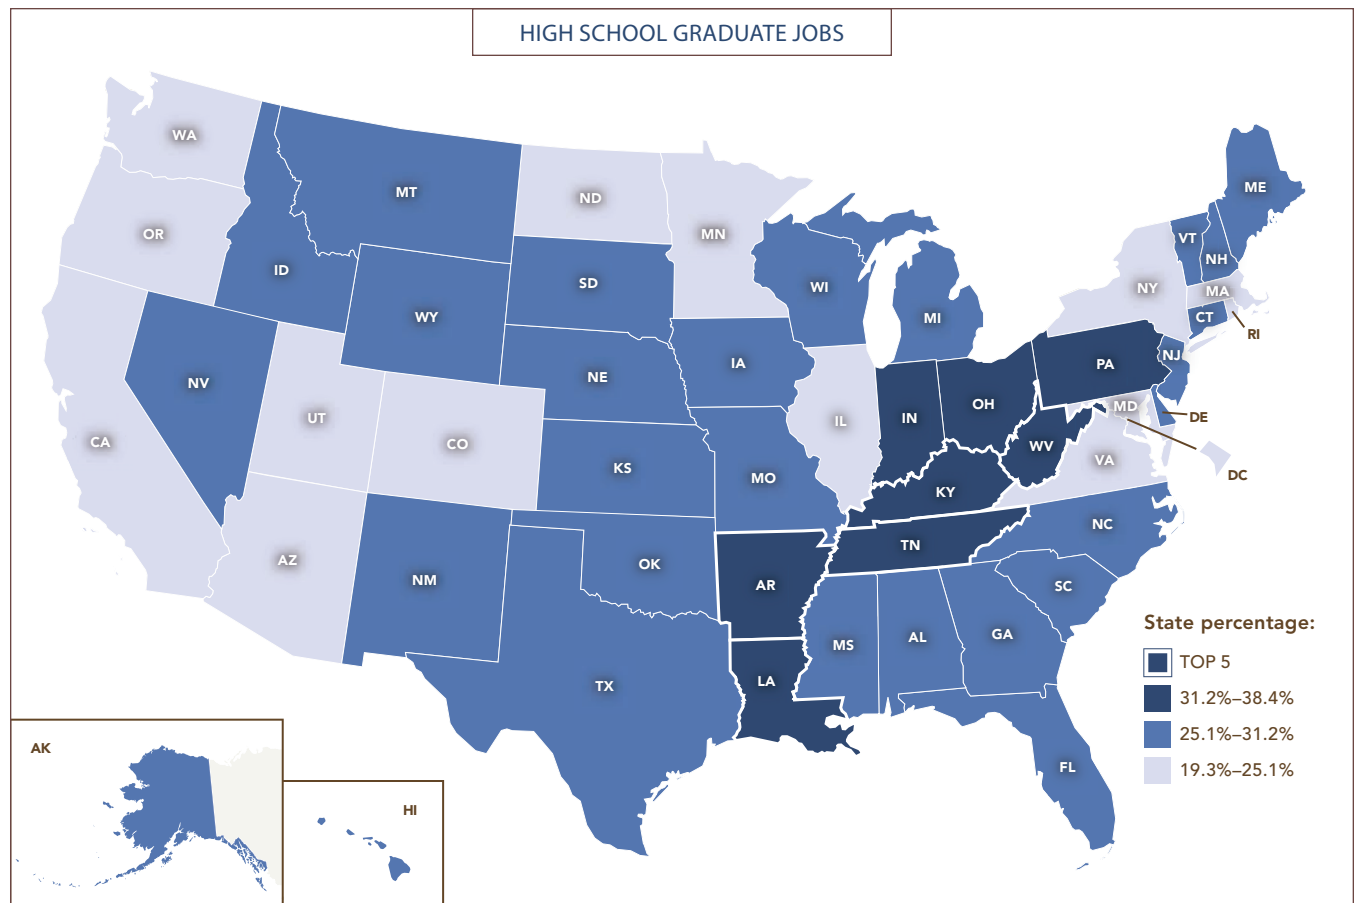 HIGH SCHOOL GRADUATE JOBS
WA
MT
ND
MN
ME
OR
ID
SD
WI
VT
NH
WY
MI
NY
MA
CT
RI
NV
NE
IA
PA
NJ
UT
CO
IL
IN
OH
MD
DE
CA
KS
MO
WV
VA
DC
KY
NC
AZ
NM
OK
TN
AR
SC
MS
AL
GA
TX
LA
FL
State percentage:
TOP 5
31.2%–38.4%
25.1%–31.2%
19.3%–25.1%
AK
HI